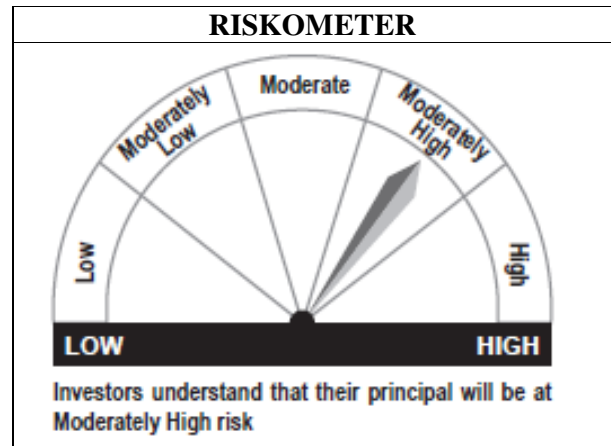 RISKOMETER
Moderate
Moderately
Low
Moderately
High
Low
High
LOW HIGH
Investors understand that their principal will be at
Moderately High risk